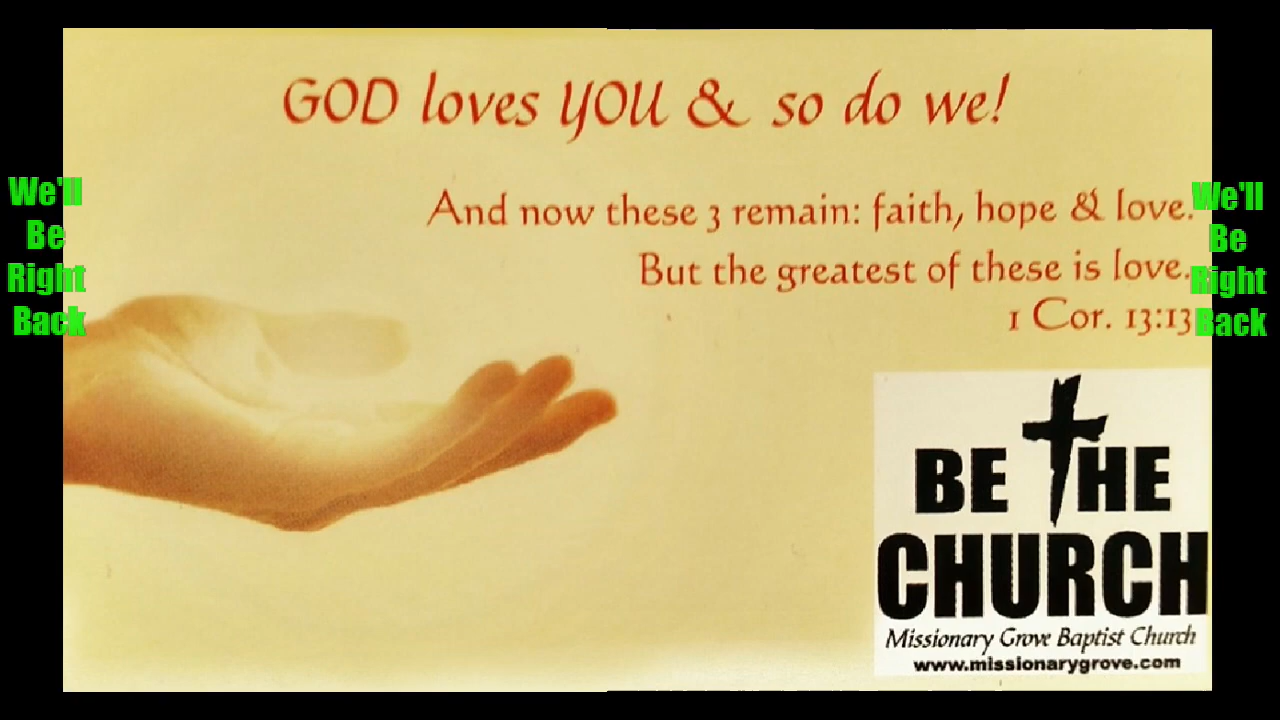 GOD loves YOU & so do we!
And now these 3 remain: faith, hope & love.
But the greatest of these is love.
1 Cor. 13:13
We'll
Be
Right
Back
We'll
Be
Right
Back
BE THE
CHURCH
Missionary Grove Baptist Church
www.missionarygrove.com